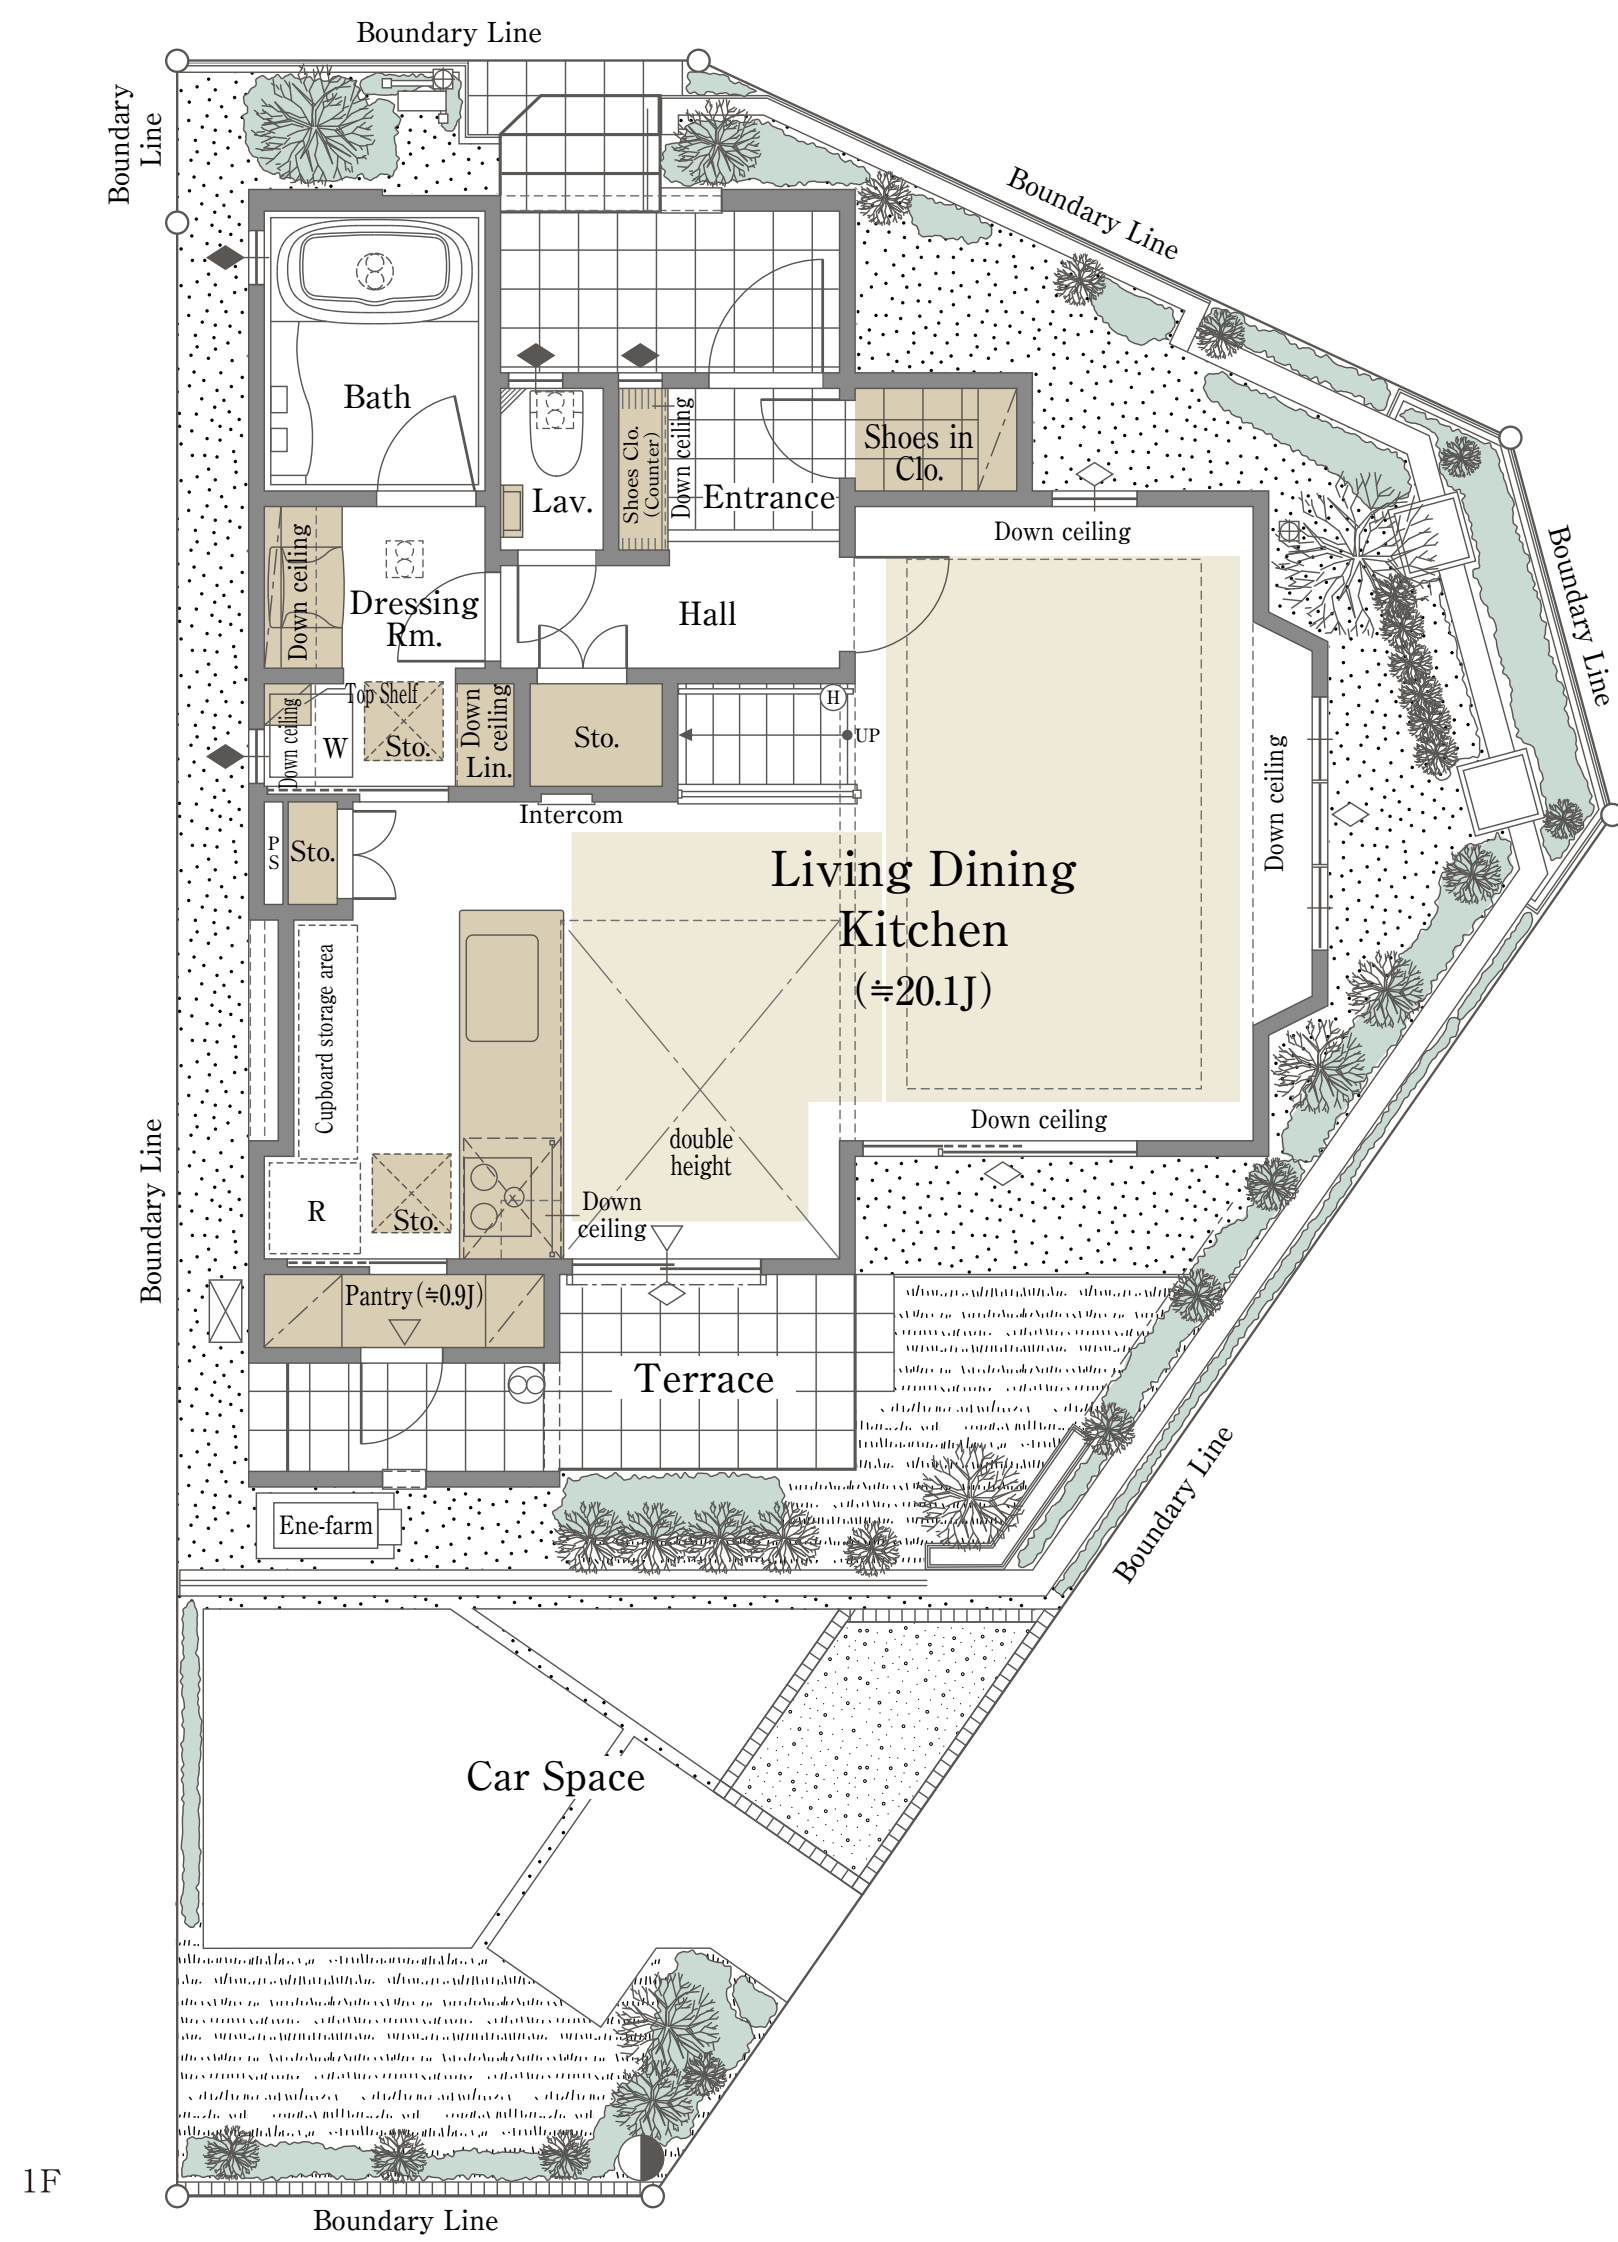 Boundary Line
Boundary
Line
Boundary Line
Bath
Shoes Clo.
(Counter)
Down ceiling
Shoes in
Clo.
Lav.
Entrance
Down ceiling
Boundary Line
Down ceiling
Dressing
Rm.
Hall
Top Shelf
Down ceiling
W
Sto.
Down
ceiling
Lin.
Sto.
H
UP
Down ceiling
Intercom
P
S
Sto.
Living Dining
Kitchen
(≒20.1J)
Cupboard storage area
Down ceiling
double
height
Boundary Line
R
Sto.
Down
ceiling
Pantry(≒0.9J)
Terrace
Boundary Line
Ene-farm
Car Space
1F
Boundary Line